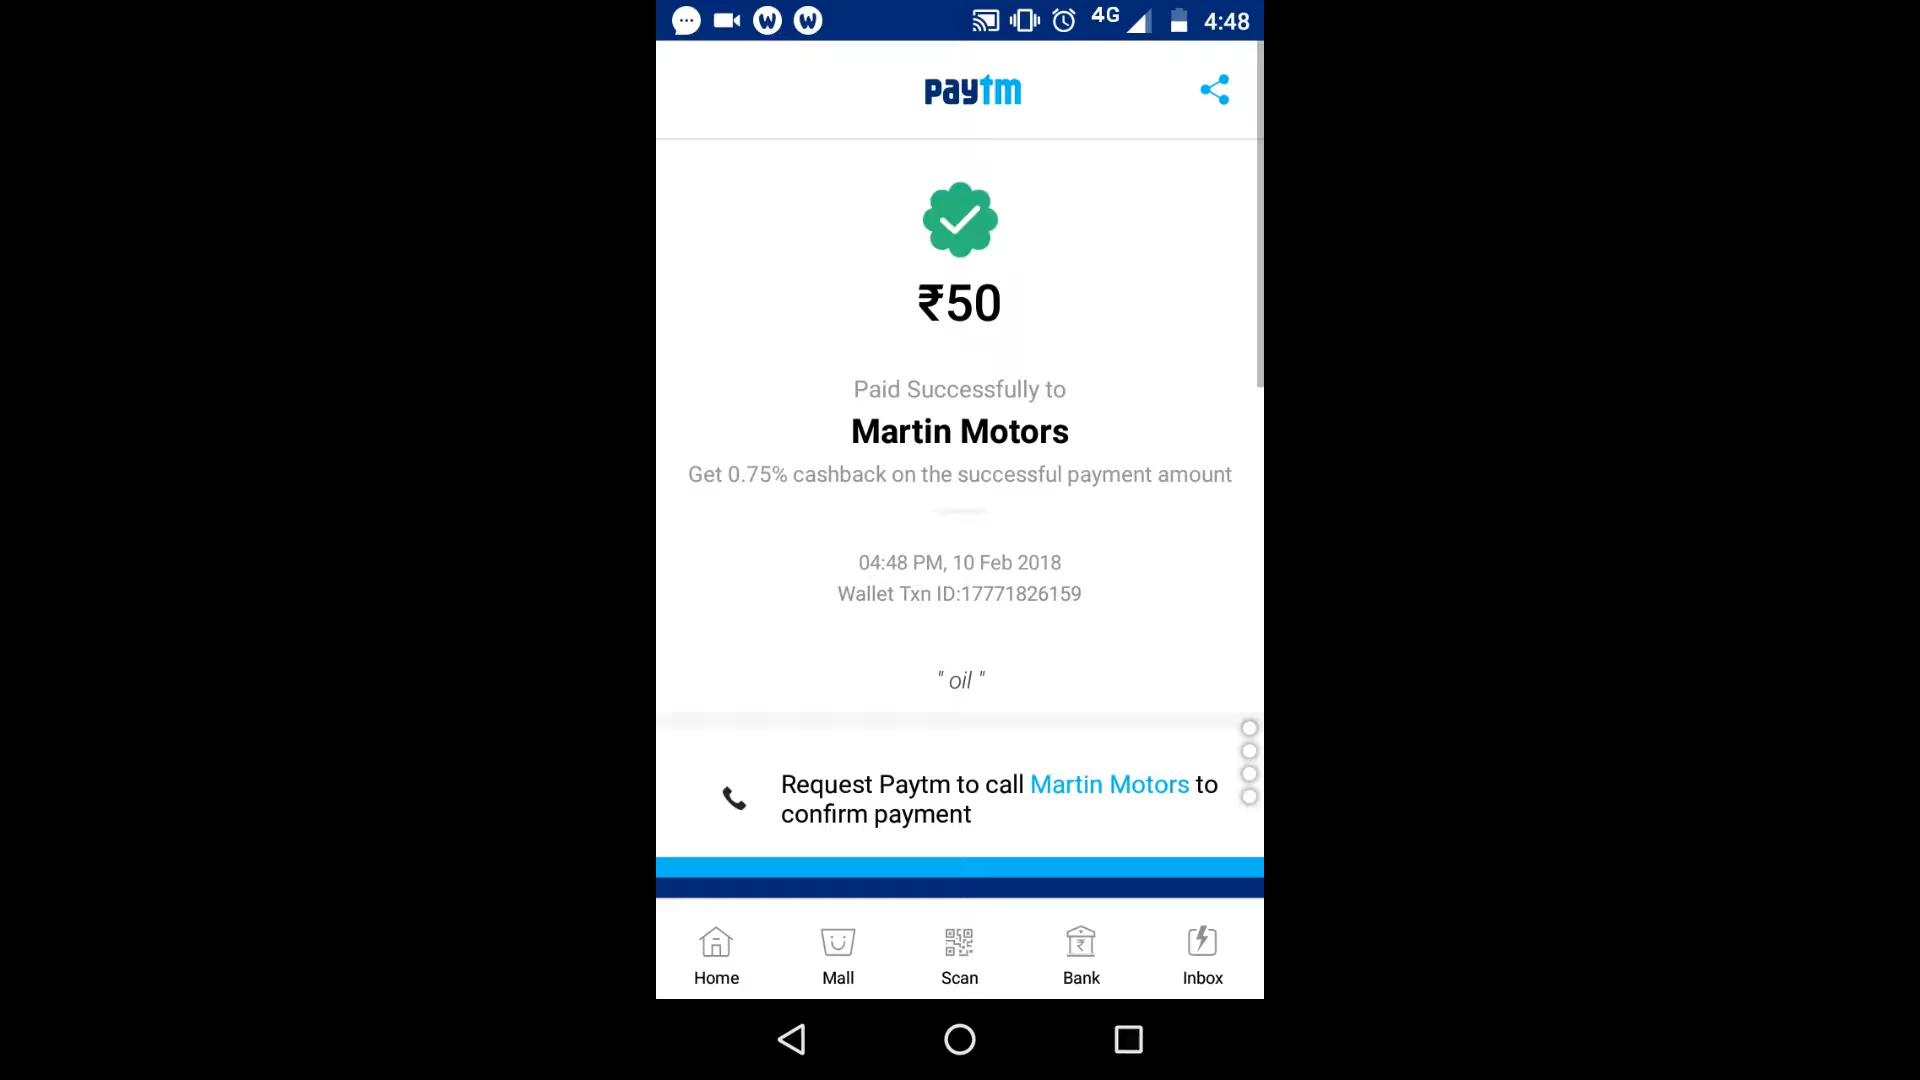 4G 4:48
paytm
₹50
Paid Successfully to
Martin Motors
Get 0.75% cashback on the successful payment amount
04:48 PM, 10 Feb 2018
Wallet Txn ID:17771826159
" oil "
Request Paytm to call Martin Motors to
confirm payment
Home Mall Scan Bank Inbox